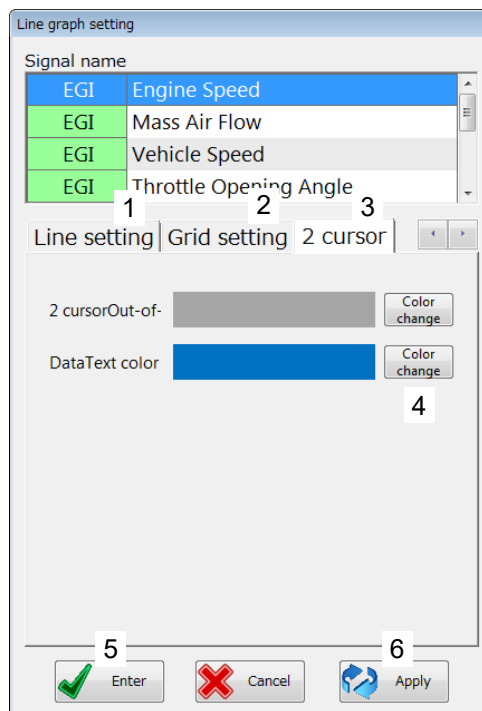 Line graph setting
Signal name
EGI Engine Speed
EGI Mass Air Flow
EGI Vehicle Speed
EGI Throttle Opening Angle
1 2 3
Line setting Grid setting 2 cursor
2 cursorOut-of- Color change
DataText color Color change
4
5 6
Enter Cancel Apply